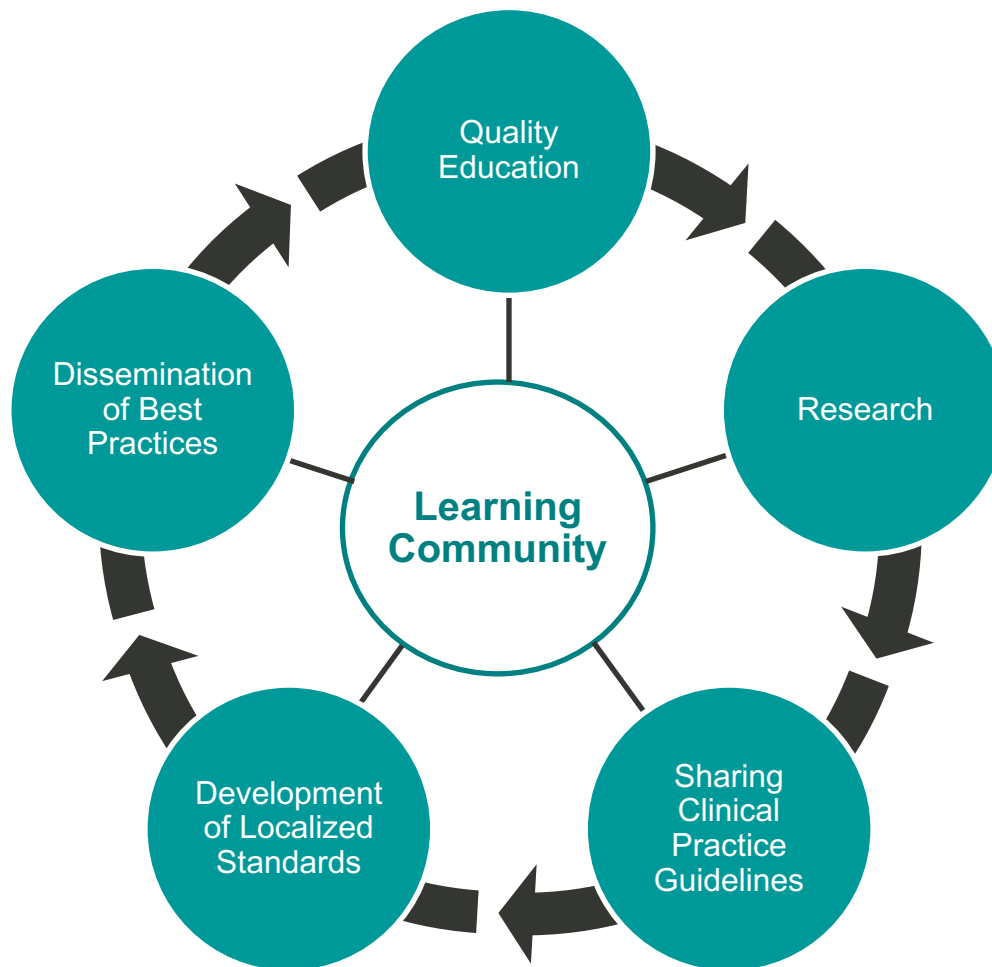 Quality
Education
Research
Sharing
Clinical
Practice
Guidelines
Development
of Localized
Standards
Dissemination
of Best
Practices
Learning
Community